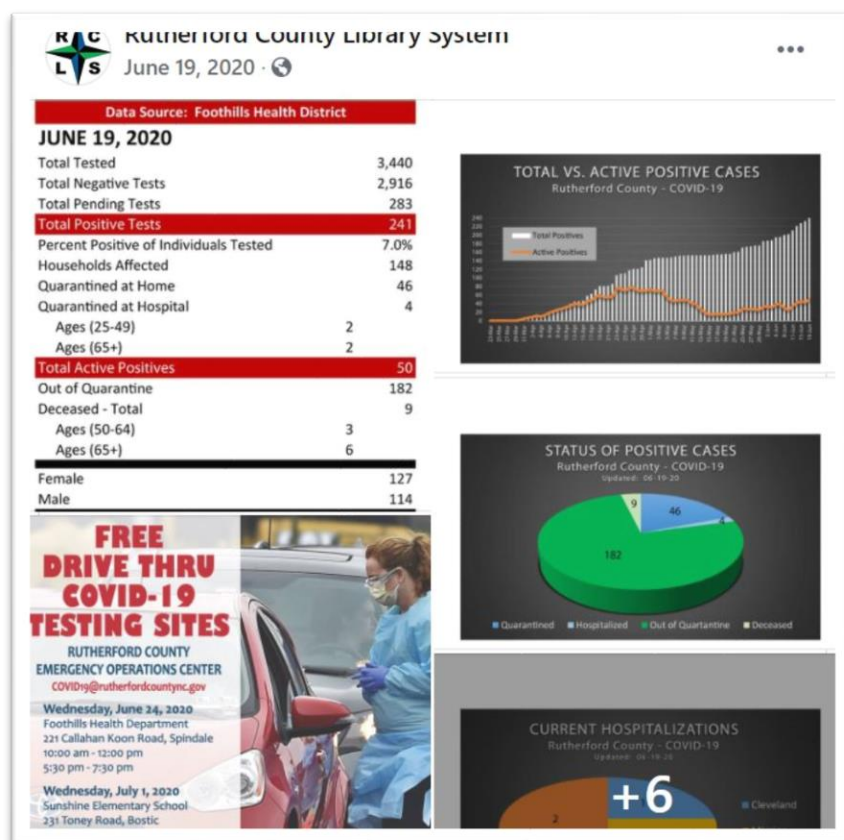 R C
L S
Rutherford County Library System
June 19, 2020 ·
Data Source: Foothills Health District
JUNE 19, 2020
Total Tested 3,440
Total Negative Tests 2,916
Total Pending Tests 283
Total Positive Tests 241
Percent Positive of Individuals Tested 7.0%
Households Affected 148
Quarantined at Home 46
Quarantined at Hospital 4
Ages (25-49) 2
Ages (65+) 2
Total Active Positives 50
Out of Quarantine 182
Deceased - Total 9
Ages (50-64) 3
Ages (65+) 6
Female 127
Male 114
TOTAL VS. ACTIVE POSITIVE CASES
Rutherford County - COVID-19
Total Positives
Active Positives
STATUS OF POSITIVE CASES
Rutherford County - COVID-19
Updated: 06-19-20
9
46
4
182
Quarantined Hospitalized Out of Quartantine Deceased
FREE
DRIVE THRU
COVID-19
TESTING SITES
RUTHERFORD COUNTY
EMERGENCY OPERATIONS CENTER
COVID19@rutherfordcountync.gov
Wednesday, June 24, 2020
Foothills Health Department
221 Callahan Koon Road, Spindale
10:00 am - 12:00 pm
5:30 pm - 7:30 pm
Wednesday, July 1, 2020
Sunshine Elementary School
231 Toney Road, Bostic
CURRENT HOSPITALIZATIONS
Rutherford County - COVID-19
Updated: 06-19-20
+6
2
Cleveland